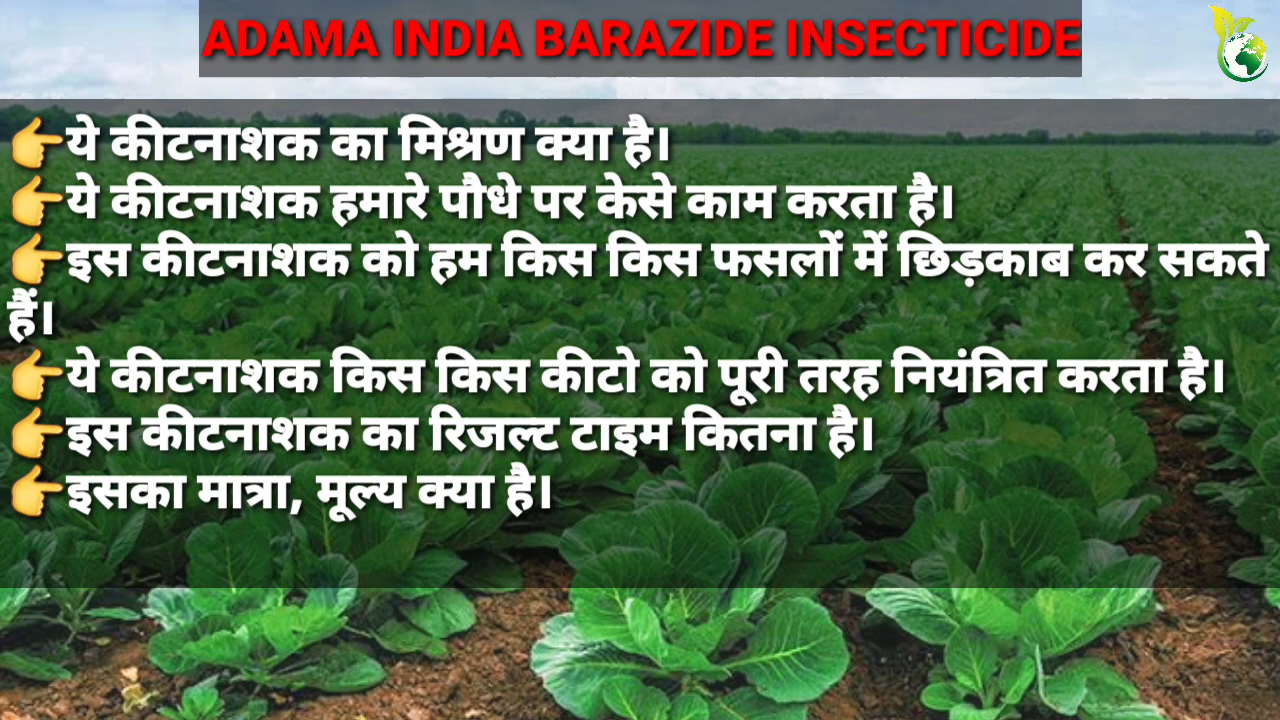 ADAMA INDIA BARAZIDE INSECTICIDE
👉ये कीटनाशक का मिश्रण क्या है।
👉ये कीटनाशक हमारे पौधे पर केसे काम करता है।
👉इस कीटनाशक को हम किस किस फसलों में छिड़काब कर सकते
हैं।
👉ये कीटनाशक किस किस कीटो को पूरी तरह नियंत्रित करता है।
👉इस कीटनाशक का रिजल्ट टाइम कितना है।
👉इसका मात्रा, मूल्य क्या है।